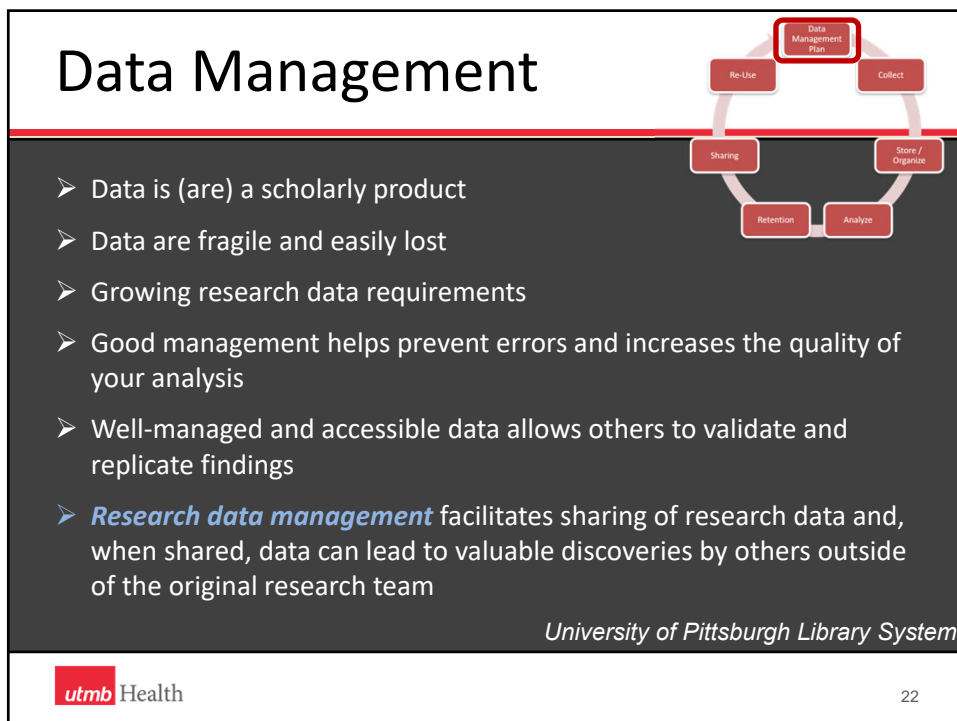 Data Management
Data
Management
Plan
Collect
Store /
Organize
Analyze
Retention
Sharing
Re-Use
➢ Data is (are) a scholarly product
➢ Data are fragile and easily lost
➢ Growing research data requirements
➢ Good management helps prevent errors and increases the quality of
your analysis
➢ Well-managed and accessible data allows others to validate and
replicate findings
➢ Research data management facilitates sharing of research data and,
when shared, data can lead to valuable discoveries by others outside
of the original research team
University of Pittsburgh Library System
utmb Health
22